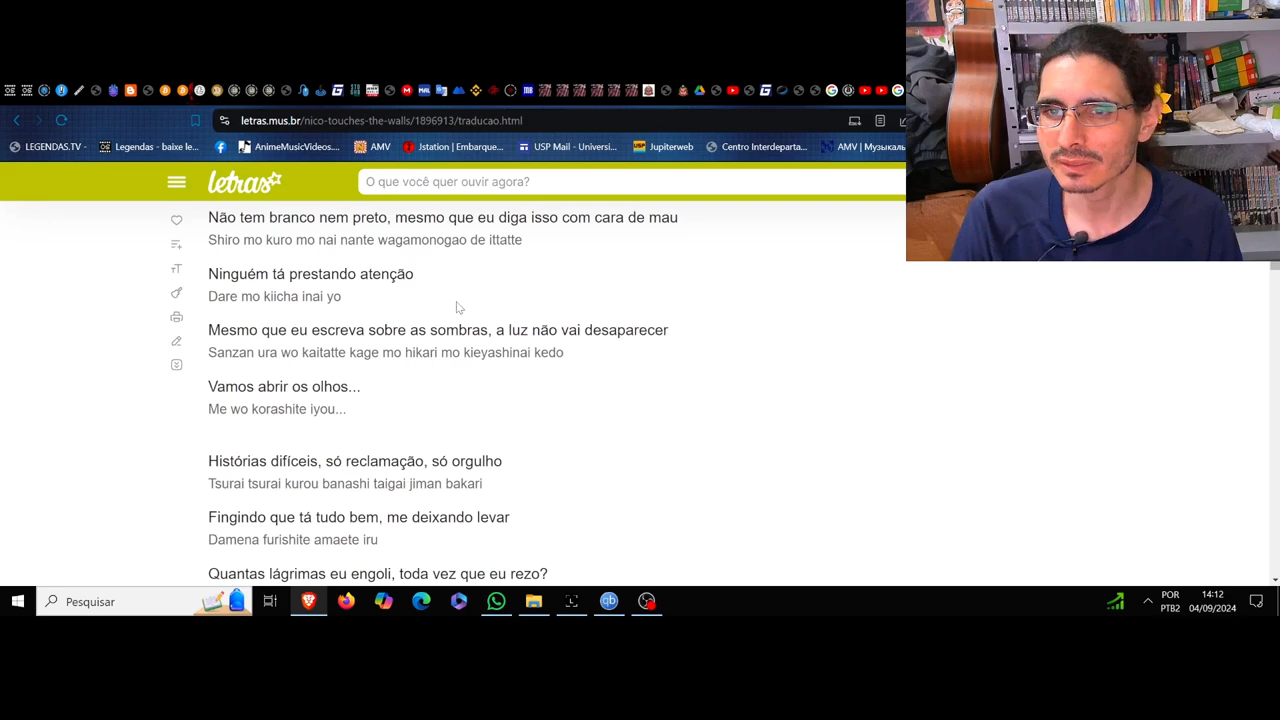 letras.mus.br/nico-touches-the-walls/1896913/traducao.html
LEGENDAS.TV - Legendas - baixe le... AnimeMusicVideos... AMV Jstation | Embarque... USP Mail - Universi... Jupiterweb Centro Interdeparta... AMV | Музыкаль
letras O que você quer ouvir agora?
Não tem branco nem preto, mesmo que eu diga isso com cara de mau
Shiro mo kuro mo nai nante wagamonogao de ittatte
Ninguém tá prestando atenção
Dare mo kiicha inai yo
Mesmo que eu escreva sobre as sombras, a luz não vai desaparecer
Sanzan ura wo kaitatte kage mo hikari mo kieyashinai kedo
Vamos abrir os olhos...
Me wo korashite iyou...
Histórias difíceis, só reclamação, só orgulho
Tsurai tsurai kurou banashi taigai jiman bakari
Fingindo que tá tudo bem, me deixando levar
Damena furishite amaete iru
Quantas lágrimas eu engoli, toda vez que eu rezo?
Pesquisar
POR 14:12
PTB2 04/09/2024